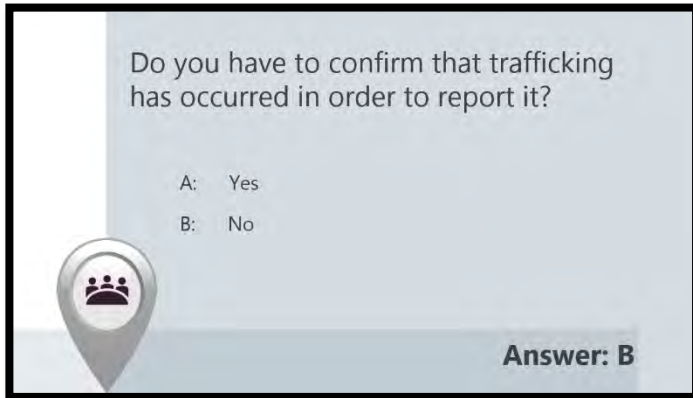 Do you have to confirm that trafficking
has occurred in order to report it?
A: Yes
B: No
Answer: B